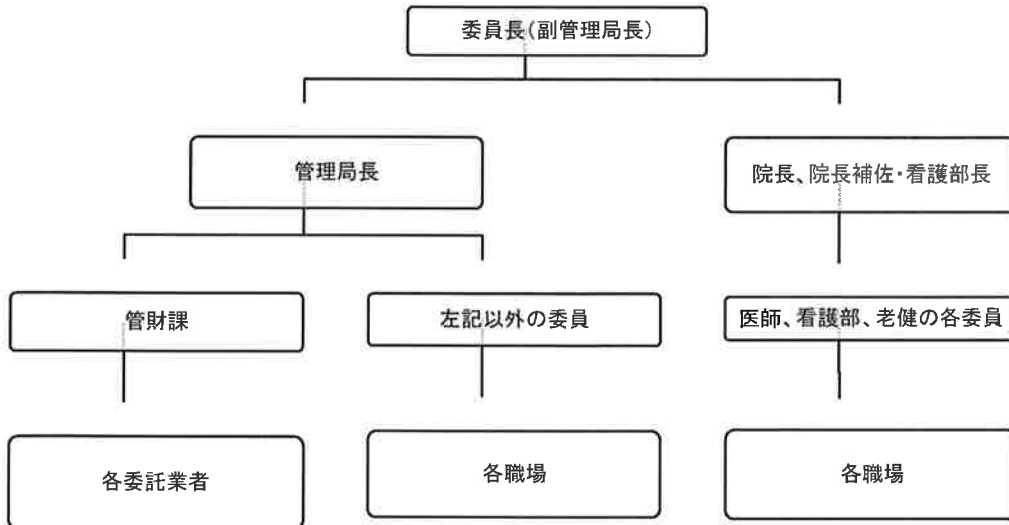 委員長(副管理局長)
管理局長
院長、院長補佐・看護部長
管財課
左記以外の委員
医師、看護部、老健の各委員
各委託業者
各職場
各職場